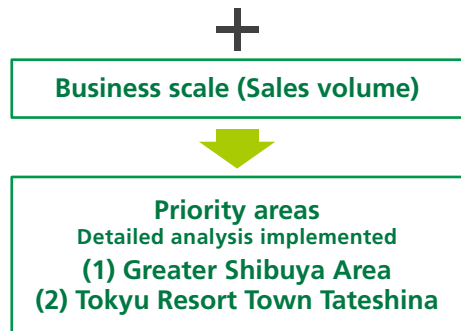 +
Business scale (Sales volume)
Priority areas
Detailed analysis implemented
(1) Greater Shibuya Area
(2) Tokyu Resort Town Tateshina